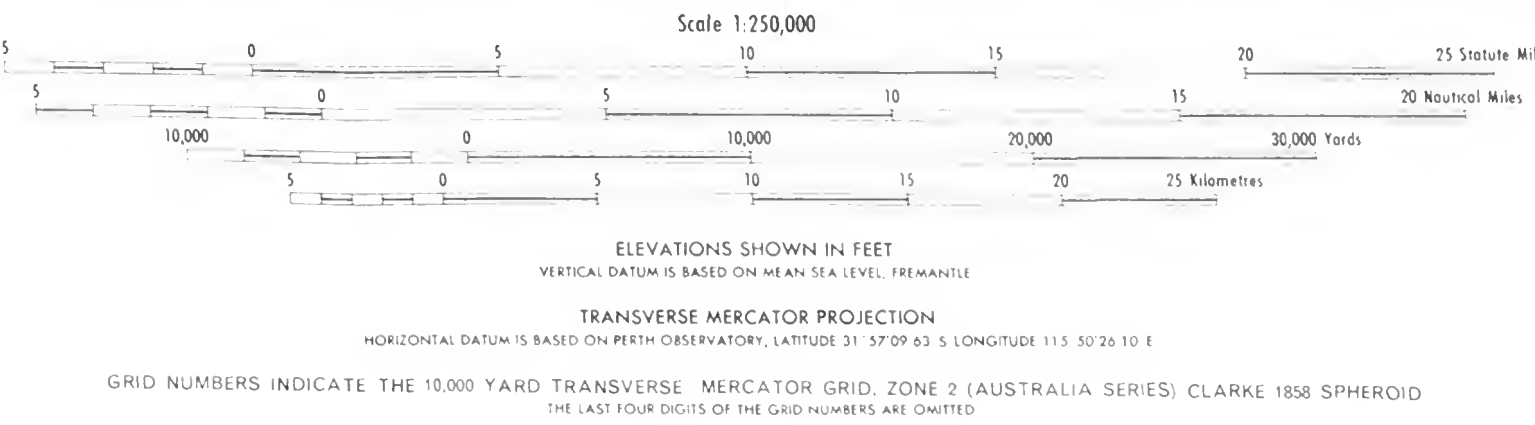 Scale 1:250,000
5 0 5 10 15 20 25 Statute Mil
5 0 5 10 15 20 Nautical Miles
10,000 0 10,000 20,000 30,000 Yards
5 0 5 10 15 20 25 Kilometres
ELEVATIONS SHOWN IN FEET
VERTICAL DATUM IS BASED ON MEAN SEA LEVEL, FREMANTLE
TRANSVERSE MERCATOR PROJECTION
HORIZONTAL DATUM IS BASED ON PERTH OBSERVATORY, LATITUDE 31°57'09 63 S LONGITUDE 115 50'26 10 E
GRID NUMBERS INDICATE THE 10,000 YARD TRANSVERSE MERCATOR GRID, ZONE 2 (AUSTRALIA SERIES) CLARKE 1858 SPHEROID
THE LAST FOUR DIGITS OF THE GRID NUMBERS ARE OMITTED